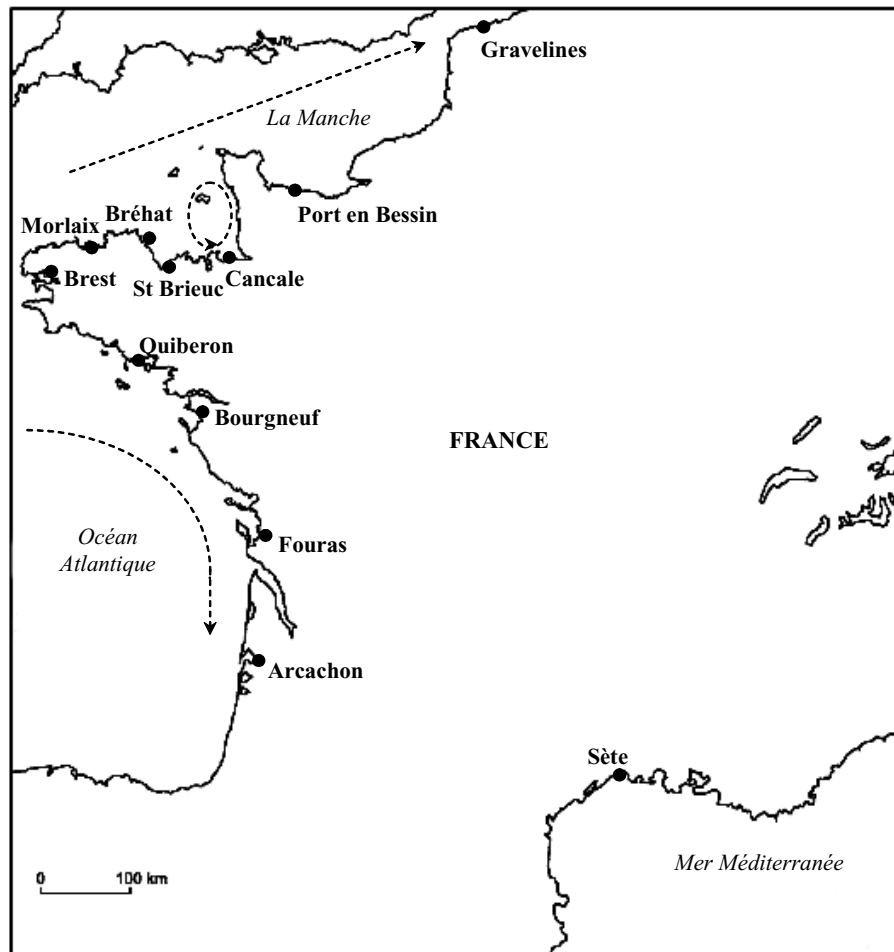 Gravelines
La Manche
Port en Bessin
Bréhat
Morlaix
Cancale
Brest
St Brieuc
Quiberon
Bourgneuf
FRANCE
Océan
Atlantique
Fouras
Arcachon
Sète
Mer Méditerranée
0 100 km